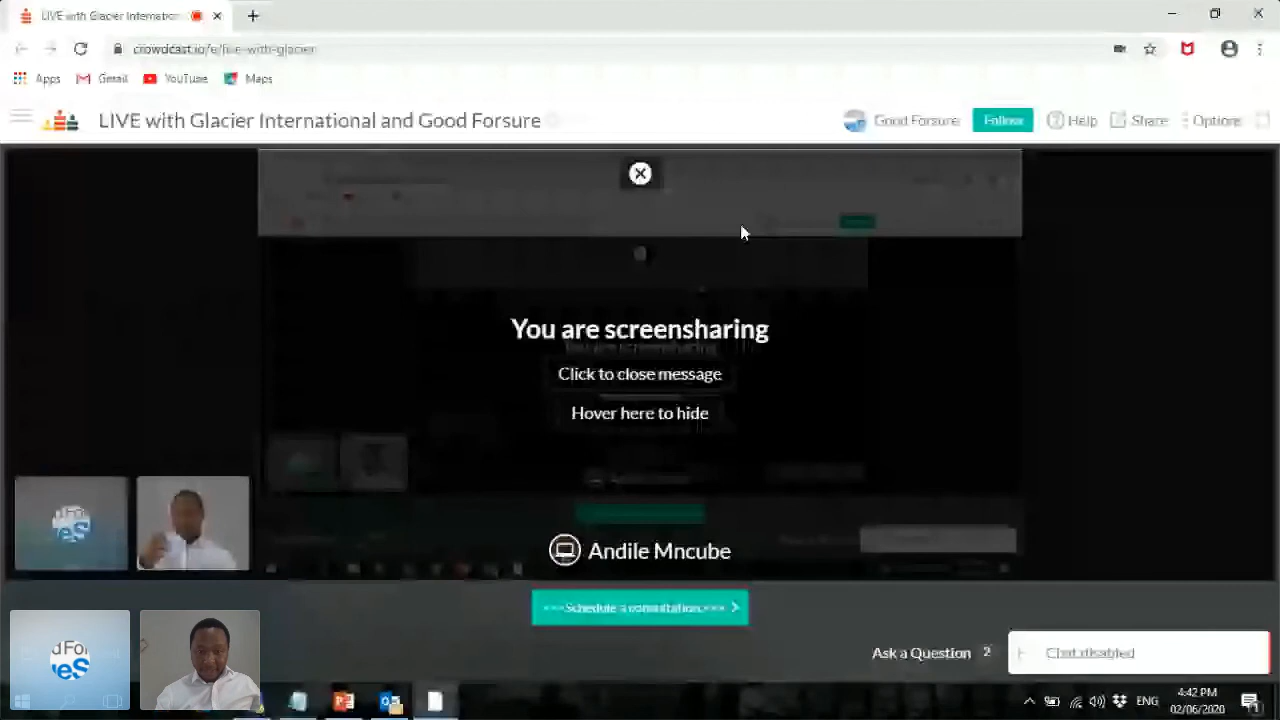 LIVE with Glacier Internation
crowdcast.io/e/live-with-glacier
Apps Gmail YouTube Maps
LIVE with Glacier International and Good Forsure
Good Forsure Follow Help Share Options
You are screensharing
Click to close message
Hover here to hide
Andile Mncube
Schedule a consultation
Ask a Question 2
Chat disabled
d For
eS
ENG
4:42 PM
02/06/2020